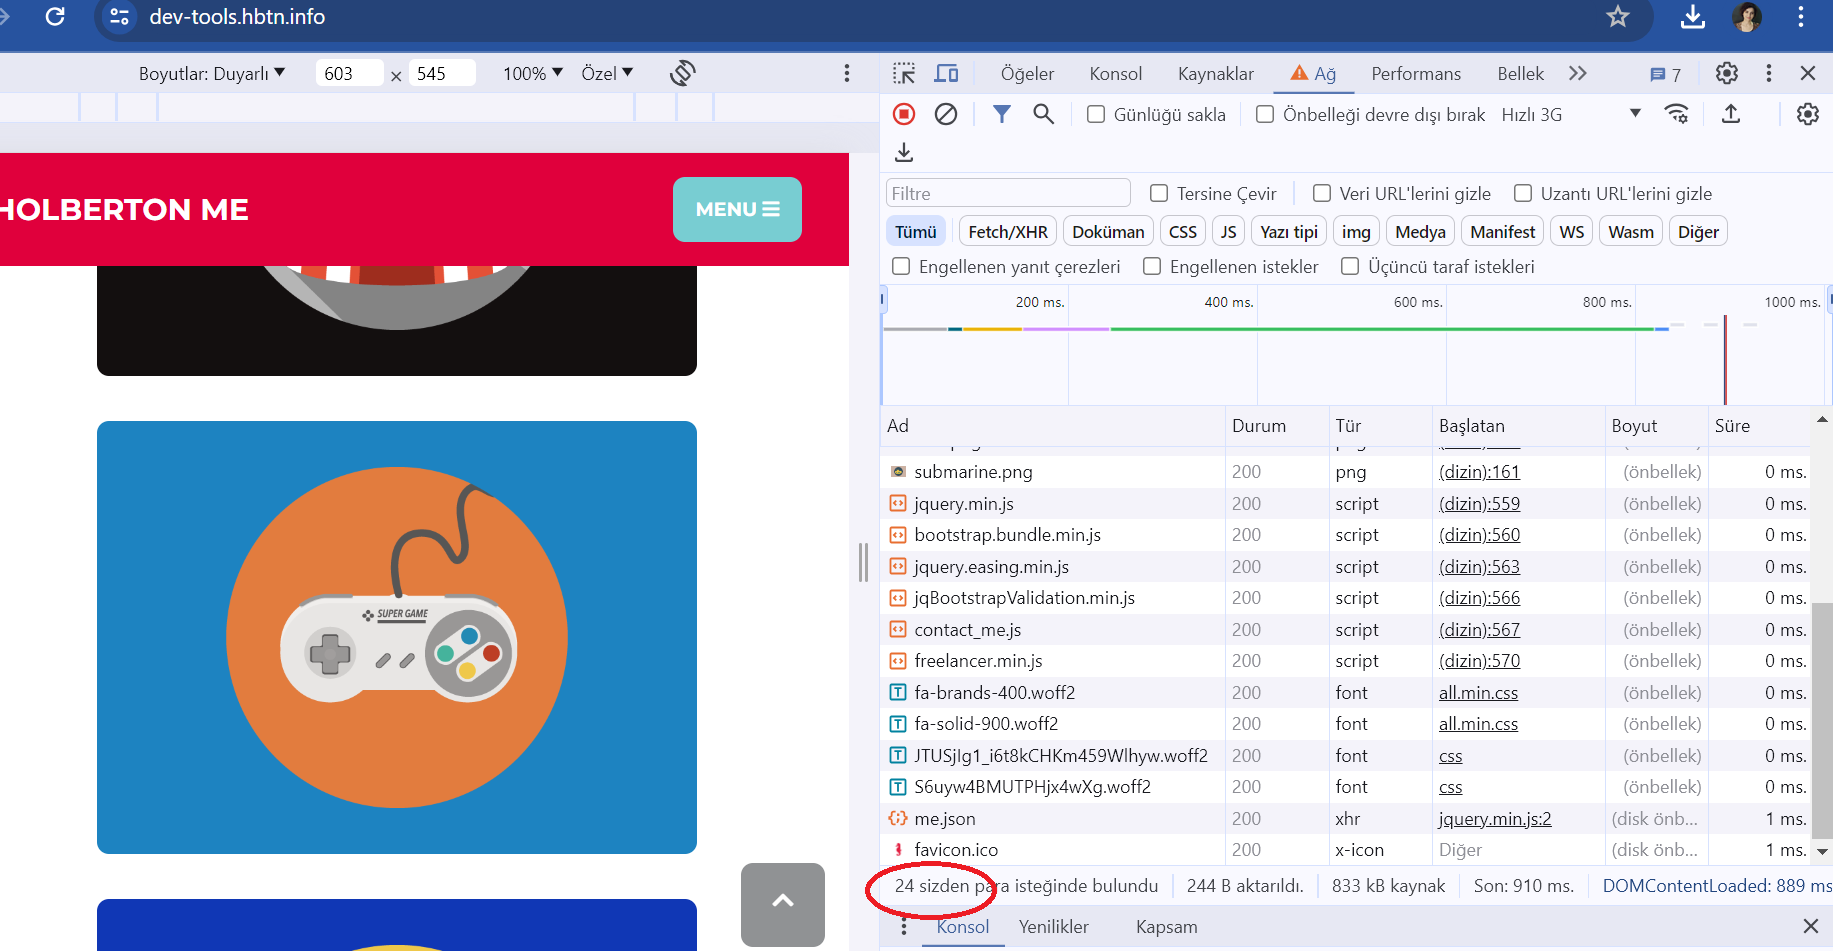 dev-tools.hbtn.info
Boyutlar: Duyarlı 603 × 545 100% Özel
Öğeler Konsol Kaynaklar Ağ Performans Bellek 7
Günlüğü sakla Önbelleği devre dışı bırak Hızlı 3G
HOLBERTON ME
MENU
SUPER GAME
Filtre Tersine Çevir Veri URL'lerini gizle Uzantı URL'lerini gizle
Tümü Fetch/XHR Doküman CSS JS Yazı tipi img Medya Manifest WS Wasm Diğer
Engellenen yanıt çerezleri Engellenen istekler Üçüncü taraf istekleri
200 ms. 400 ms. 600 ms. 800 ms. 1000 ms.
Ad Durum Tür Başlatan Boyut Süre
submarine.png 200 png (dizin):161 (önbellek) 0 ms.
jquery.min.js 200 script (dizin):559 (önbellek) 0 ms.
bootstrap.bundle.min.js 200 script (dizin):560 (önbellek) 0 ms.
jquery.easing.min.js 200 script (dizin):563 (önbellek) 0 ms.
jqBootstrapValidation.min.js 200 script (dizin):566 (önbellek) 0 ms.
contact_me.js 200 script (dizin):567 (önbellek) 0 ms.
freelancer.min.js 200 script (dizin):570 (önbellek) 0 ms.
fa-brands-400.woff2 200 font all.min.css (önbellek) 0 ms.
fa-solid-900.woff2 200 font all.min.css (önbellek) 0 ms.
JTUSjIg1_i6t8kCHKm459Wlhyw.woff2 200 font css (önbellek) 0 ms.
S6uyw4BMUTPHjx4wXg.woff2 200 font css (önbellek) 0 ms.
me.json 200 xhr jquery.min.js:2 (disk önb... 1 ms.
favicon.ico 200 x-icon Diğer (disk önb... 1 ms.
24 sizden para isteğinde bulundu 244 B aktarıldı. 833 kB kaynak Son: 910 ms. DOMContentLoaded: 889 ms
Konsol Yenilikler Kapsam